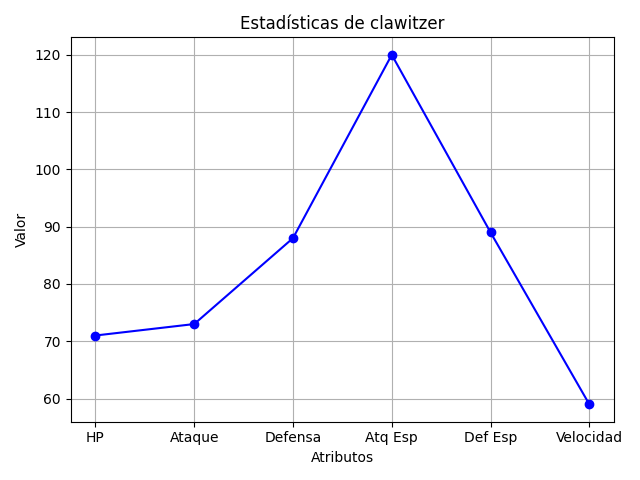 Estadísticas de clawitzer
120
110
100
90
80
70
60
Valor
HP Ataque Defensa Atq Esp Def Esp Velocidad
Atributos